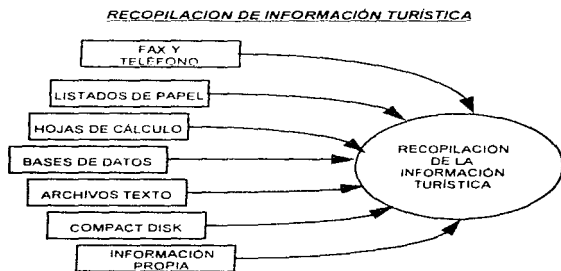 RECOPILACION DE INFORMACIÓN TURÍSTICA
FAX Y
TELÉFONO
LISTADOS DE PAPEL
HOJAS DE CÁLCULO
BASES DE DATOS
ARCHIVOS TEXTO
COMPACT DISK
INFORMACIÓN
PROPIA
RECOPILACIÓN
DE LA
INFORMACIÓN
TURÍSTICA